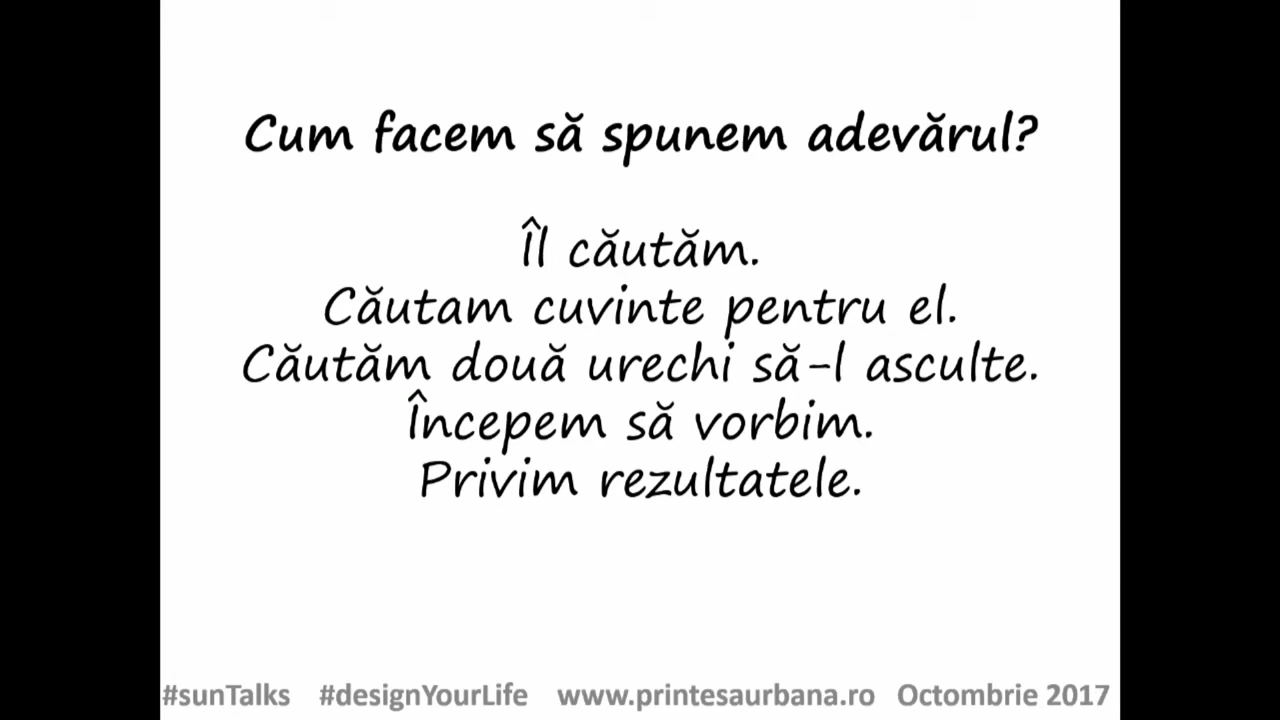 Cum facem să spunem adevărul?
Îl căutăm.
Căutam cuvinte pentru el.
Căutăm două urechi să-l asculte.
Începem să vorbim.
Privim rezultatele.
#sunTalks #designYourLife www.printesaurbana.ro Octombrie 2017